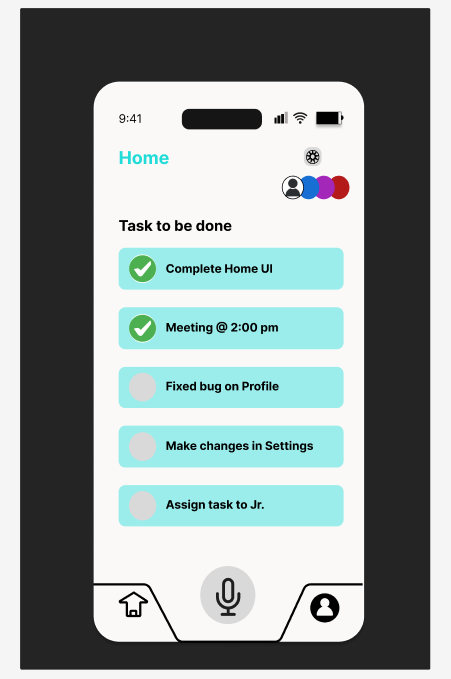 9:41
Home
Task to be done
Complete Home UI
Meeting @ 2:00 pm
Fixed bug on Profile
Make changes in Settings
Assign task to Jr.